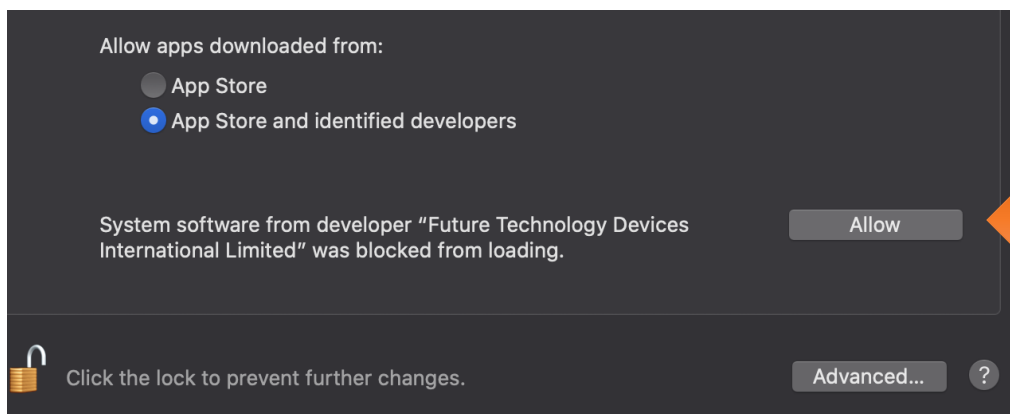 Allow apps downloaded from:
App Store
App Store and identified developers
System software from developer “Future Technology Devices
International Limited” was blocked from loading.
Allow
Click the lock to prevent further changes.
Advanced...
?